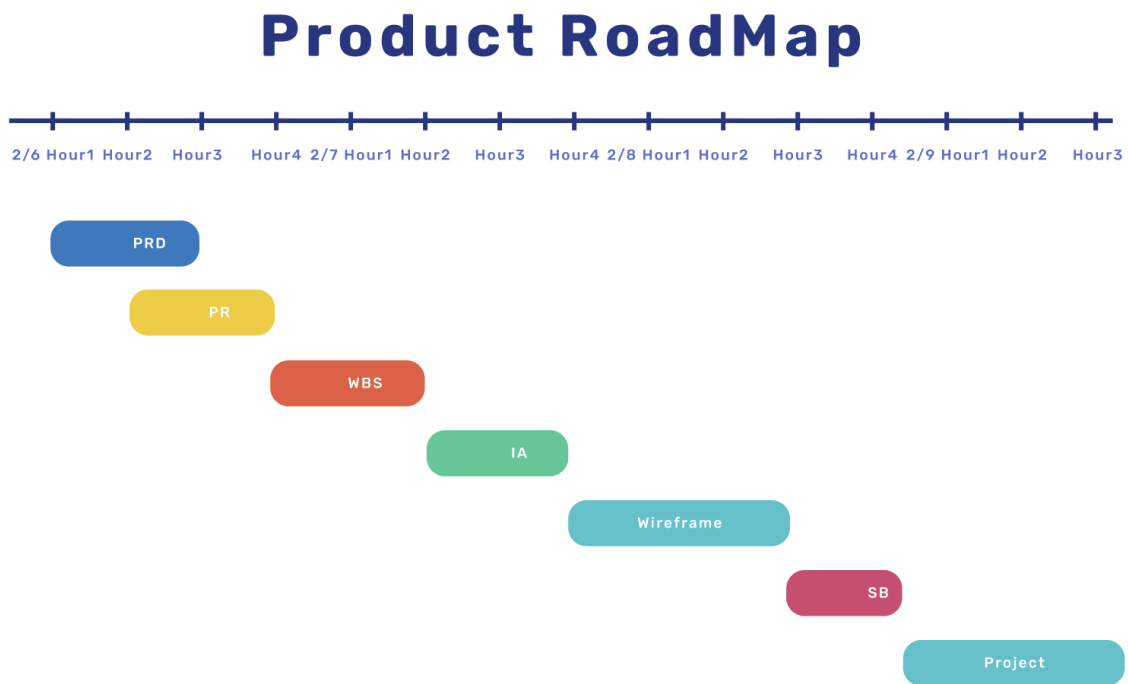 Product RoadMap
2/6 Hour1 Hour2 Hour3 Hour4 2/7 Hour1 Hour2 Hour3 Hour4 2/8 Hour1 Hour2 Hour3 Hour4 2/9 Hour1 Hour2 Hour3
PRD
PR
WBS
IA
Wireframe
SB
Project